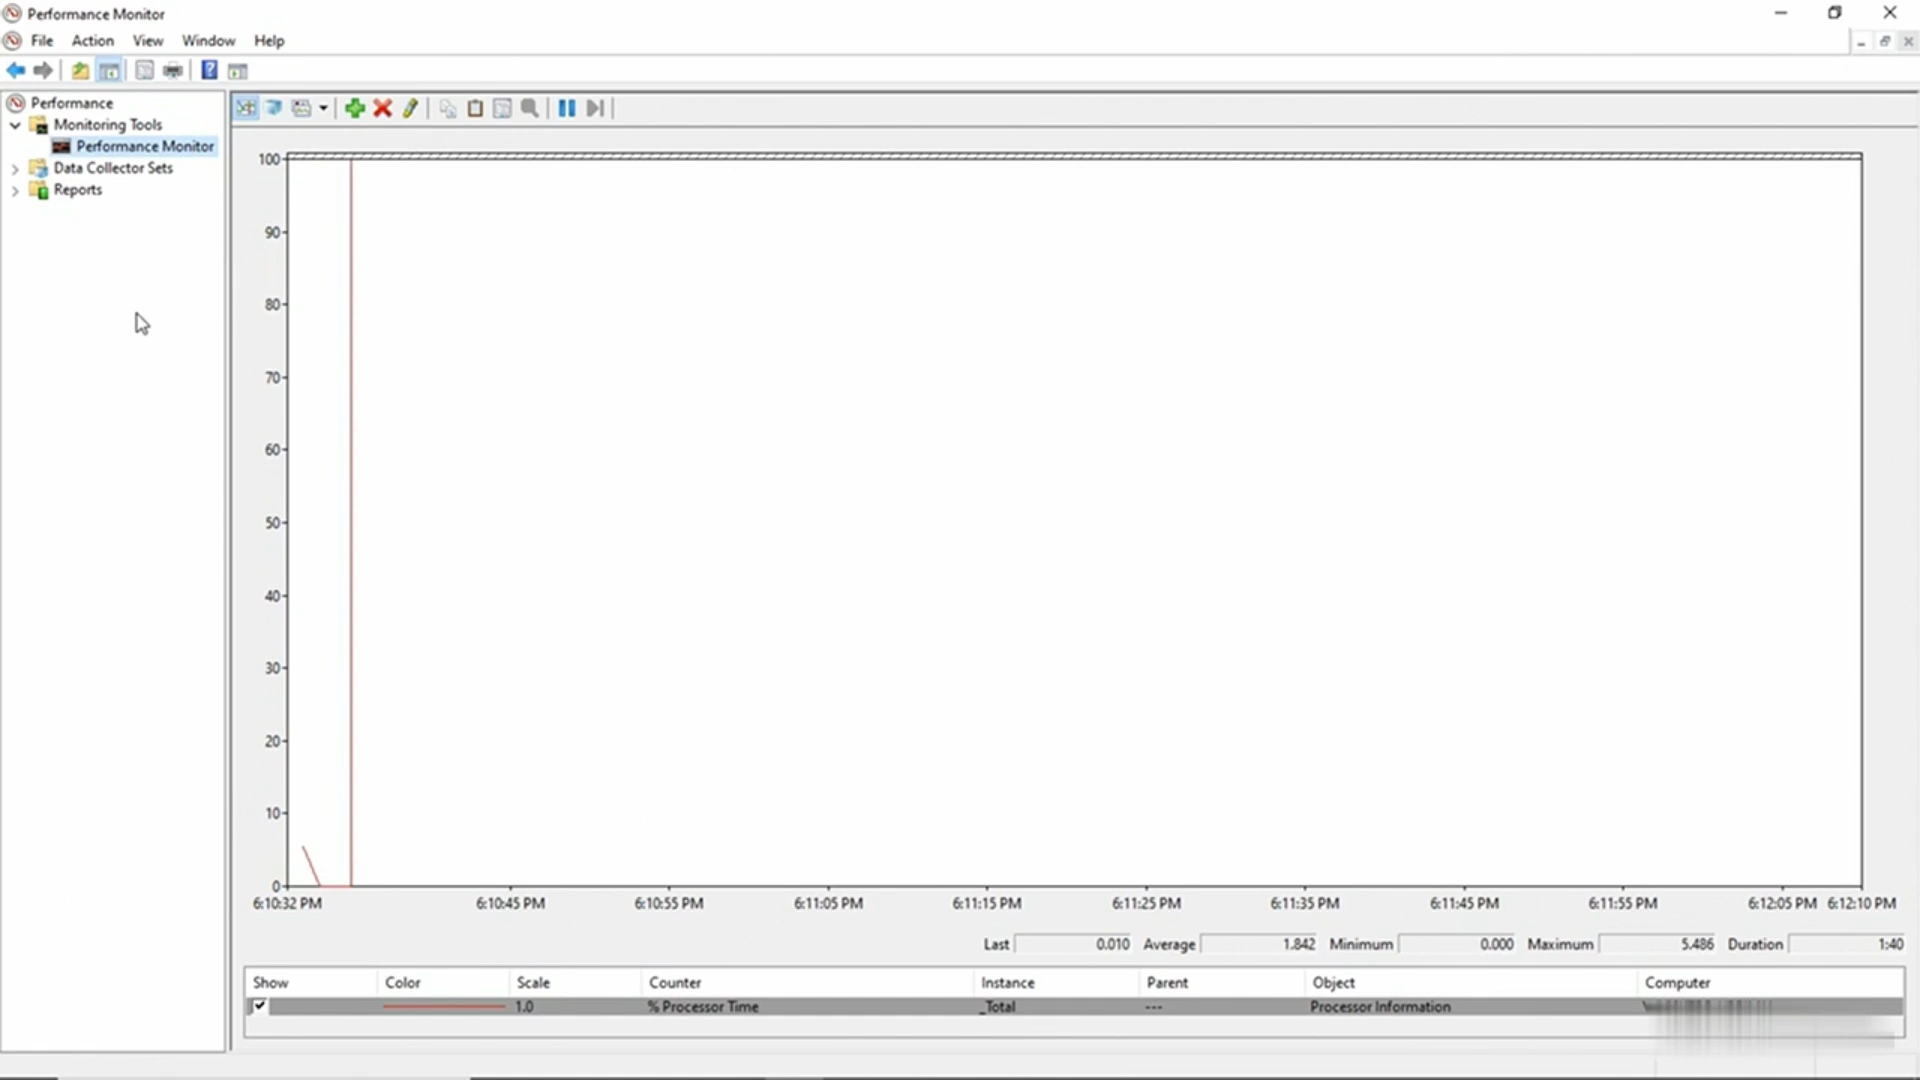 Performance Monitor
File Action View Window Help
Performance
Monitoring Tools
Performance Monitor
Data Collector Sets
Reports
100
90
80
70
60
50
40
30
20
10
0
6:10:32 PM 6:10:45 PM 6:10:55 PM 6:11:05 PM 6:11:15 PM 6:11:25 PM 6:11:35 PM 6:11:45 PM 6:11:55 PM 6:12:05 PM 6:12:10 PM
Last 0.010 Average 1.842 Minimum 0.000 Maximum 5.486 Duration 1:40
Show Color Scale Counter Instance Parent Object Computer
1.0 % Processor Time _Total --- Processor Information